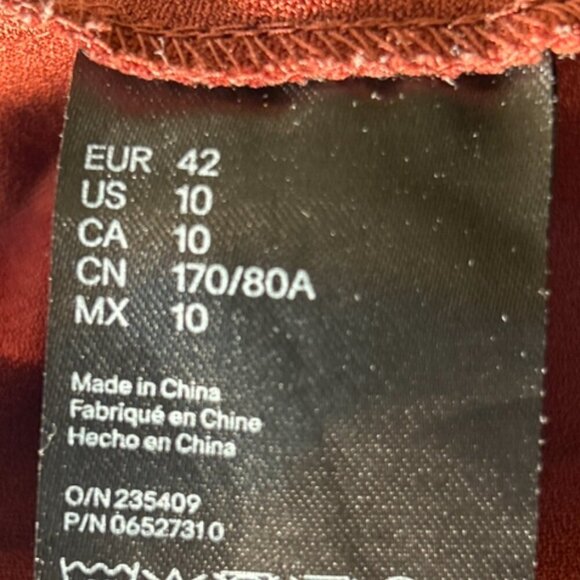 EUR 42
US 10
CA 10
CN 170/80A
MX 10
Made in China
Fabriqué en Chine
Hecho en China
O/N 235409
P/N 06527310